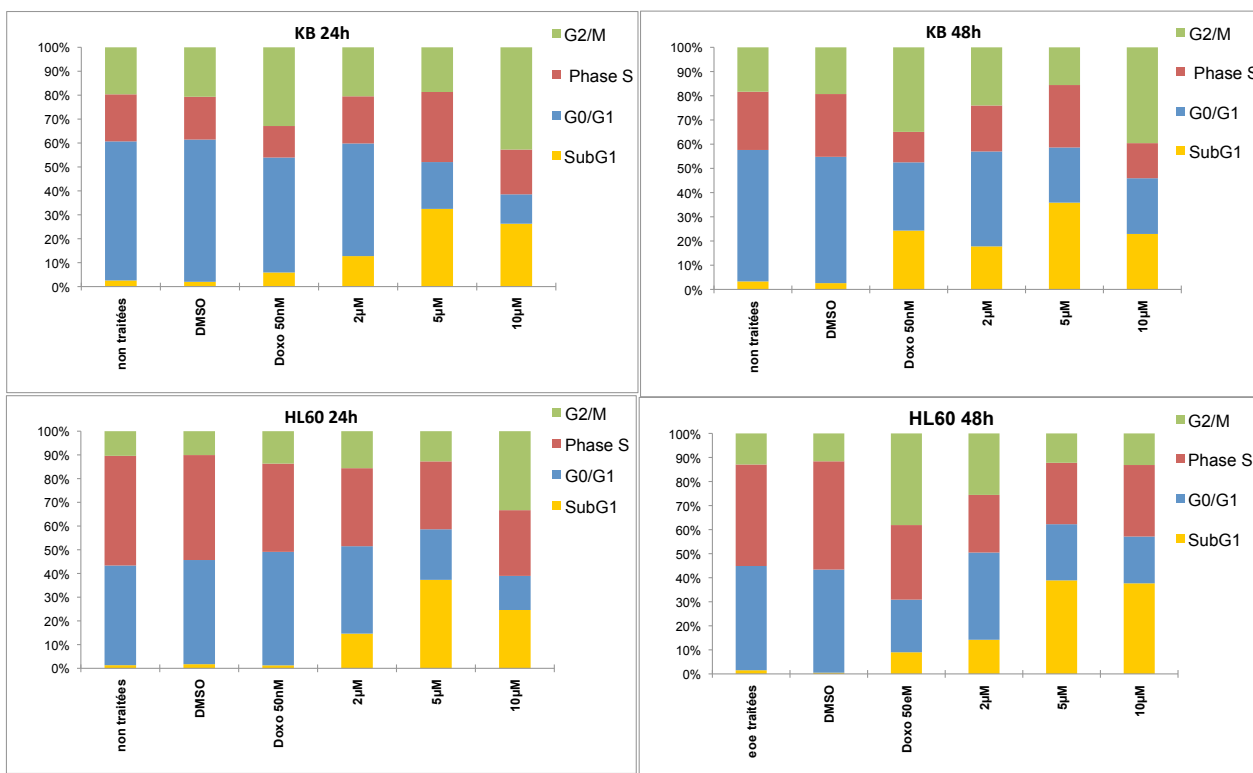 KB 24h
G2/M
Phase S
G0/G1
SubG1
100%
90%
80%
70%
60%
50%
40%
30%
20%
10%
0%
non traitées
DMSO
Doxo 50nM
2µM
5µM
10µM
KB 48h
G2/M
Phase S
G0/G1
SubG1
100%
90%
80%
70%
60%
50%
40%
30%
20%
10%
0%
non traitées
DMSO
Doxo 50nM
2µM
5µM
10µM
HL60 24h
G2/M
Phase S
G0/G1
SubG1
100%
90%
80%
70%
60%
50%
40%
30%
20%
10%
0%
non traitées
DMSO
Doxo 50nM
2µM
5µM
10µM
HL60 48h
G2/M
Phase S
G0/G1
SubG1
100%
90%
80%
70%
60%
50%
40%
30%
20%
10%
0%
eoe traitées
DMSO
Doxo 50eM
2µM
5µM
10µM